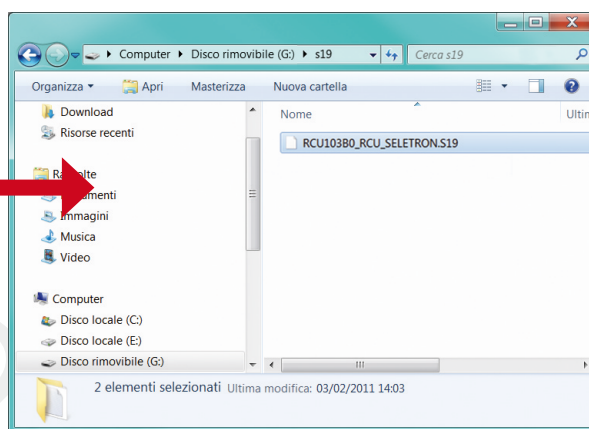 Computer Disco rimovibile (G:) s19 Cerca s19
Organizza Apri Masterizza Nuova cartella
Download
Risorse recenti
Immagini
Musica
Video
Computer
Disco locale (C:)
Disco locale (E:)
Disco rimovibile (G:)
Nome
RCU103B0_RCU_SELETRON.S19
2 elementi selezionati Ultima modifica: 03/02/2011 14:03